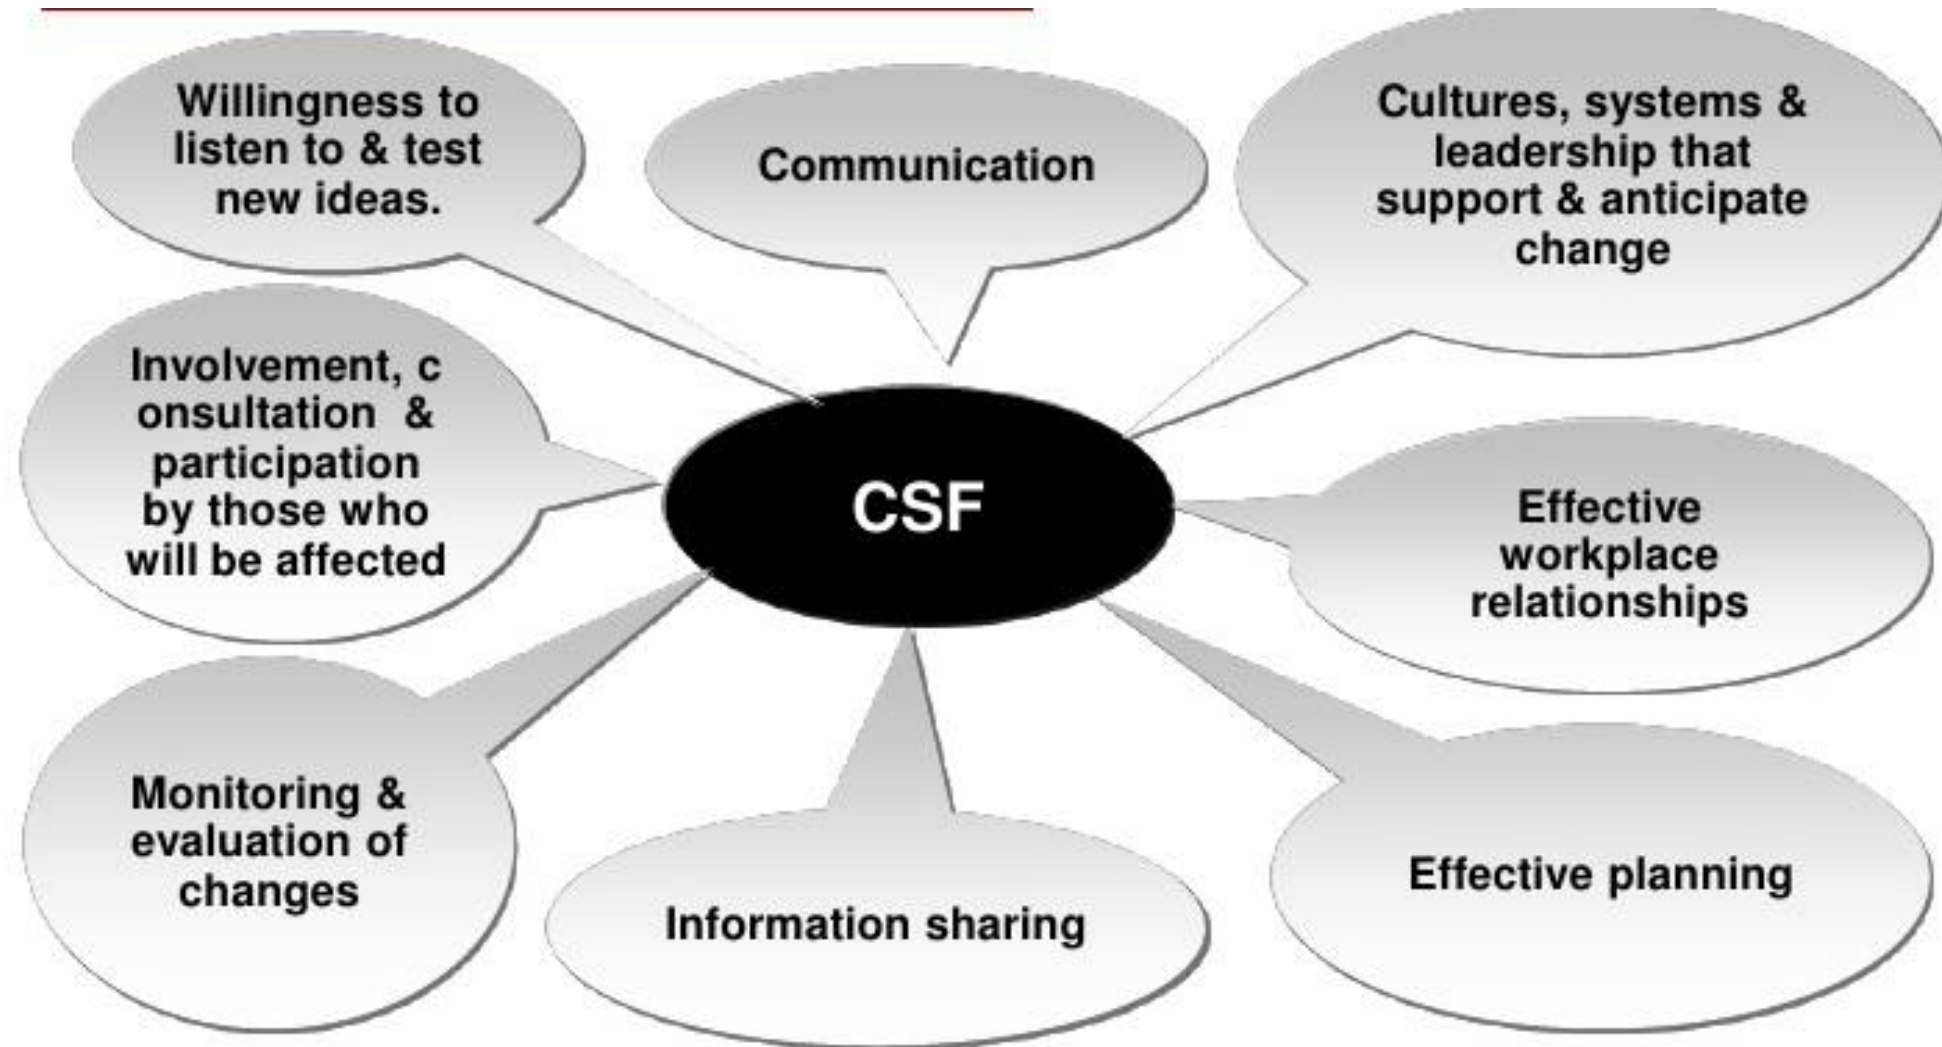 Willingness to
listen to & test
new ideas.
Communication
Cultures, systems &
leadership that
support & anticipate
change
Involvement, c
onsultation &
participation
by those who
will be affected
CSF
Effective
workplace
relationships
Monitoring &
evaluation of
changes
Information sharing
Effective planning